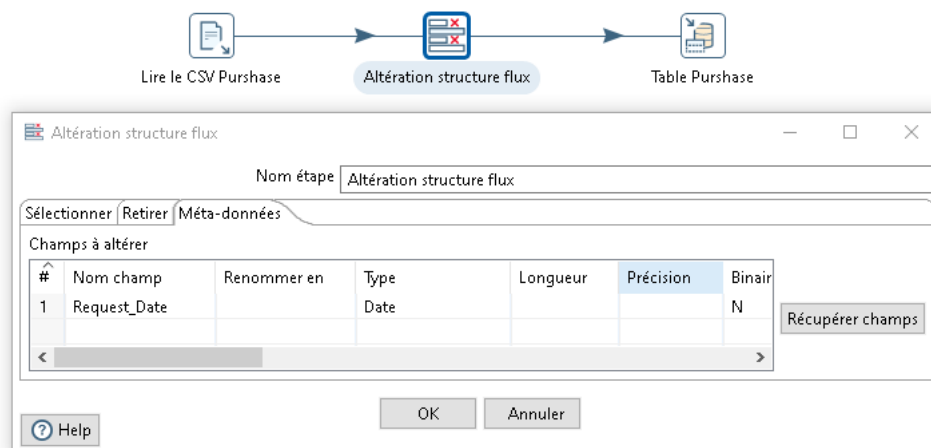 Lire le CSV Purshase
Altération structure flux
Table Purshase
Altération structure flux
Nom étape
Altération structure flux
Sélectionner Retirer Méta-données
Champs à altérer
# Nom champ Renommer en Type Longueur Précision Binair
1 Request_Date Date N
Récupérer champs
OK Annuler
Help